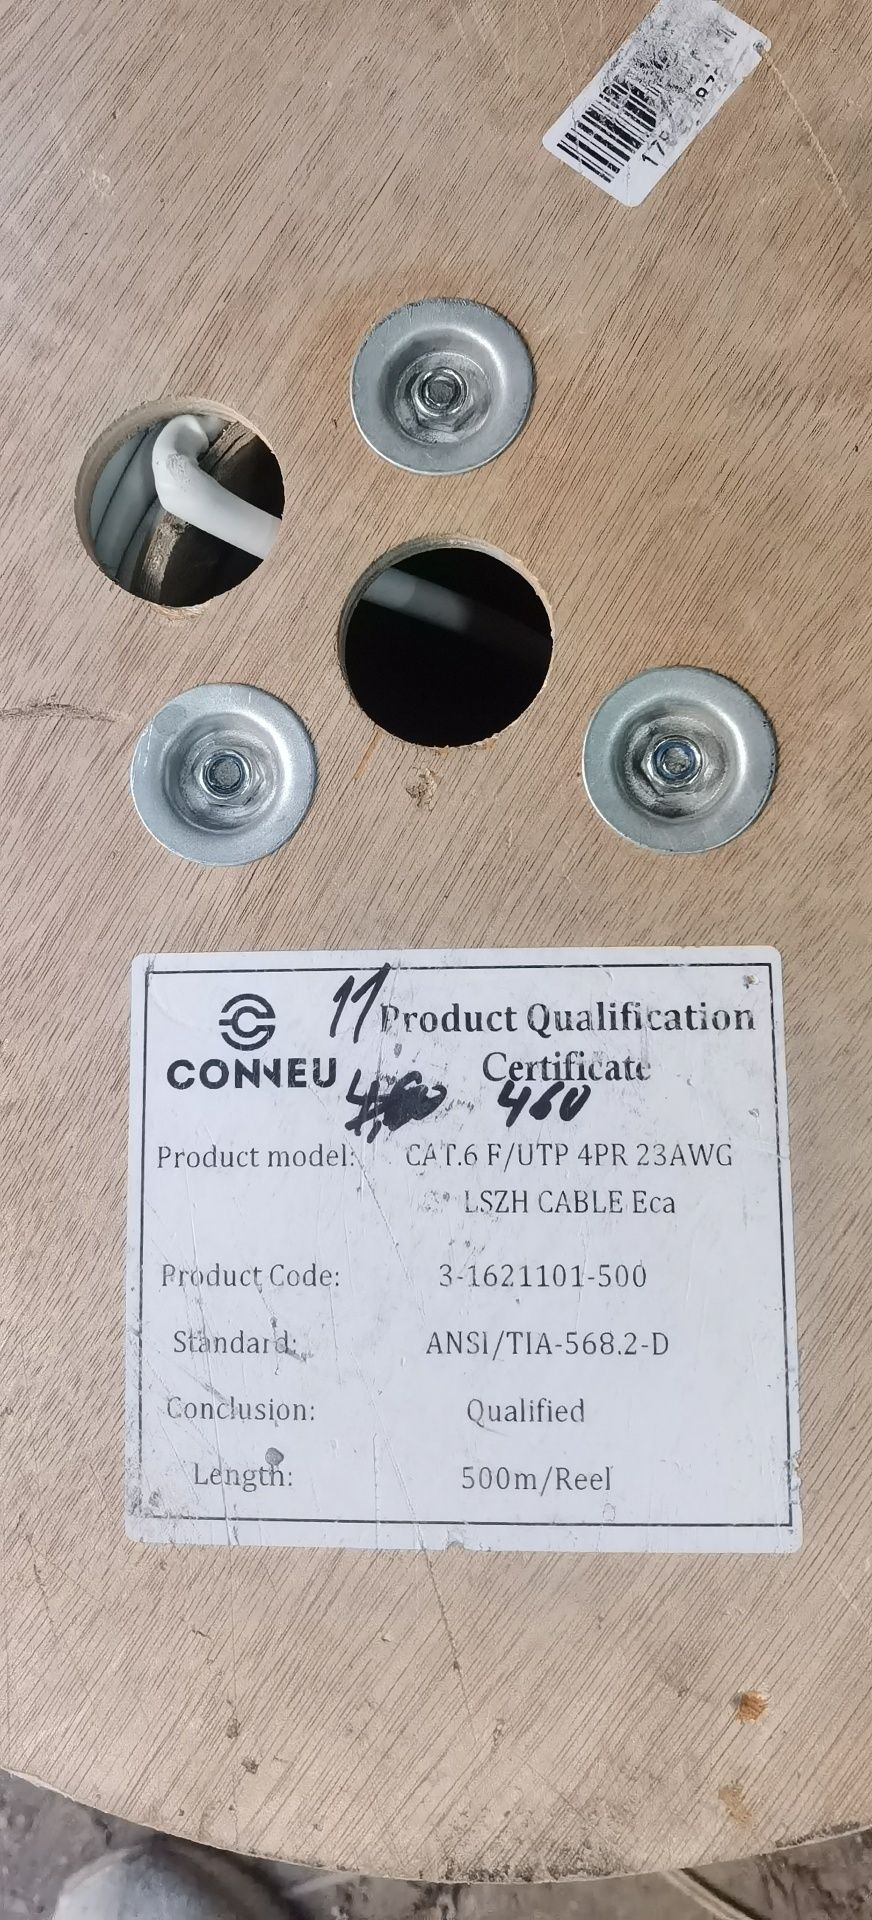 11
CONNEU
Product Qualification
Certificate
460
Product model: CAT.6 F/UTP 4PR 23AWG
LSZH CABLE Eca
Product Code: 3-1621101-500
Standard: ANSI/TIA-568.2-D
Conclusion: Qualified
Length: 500m/Reel